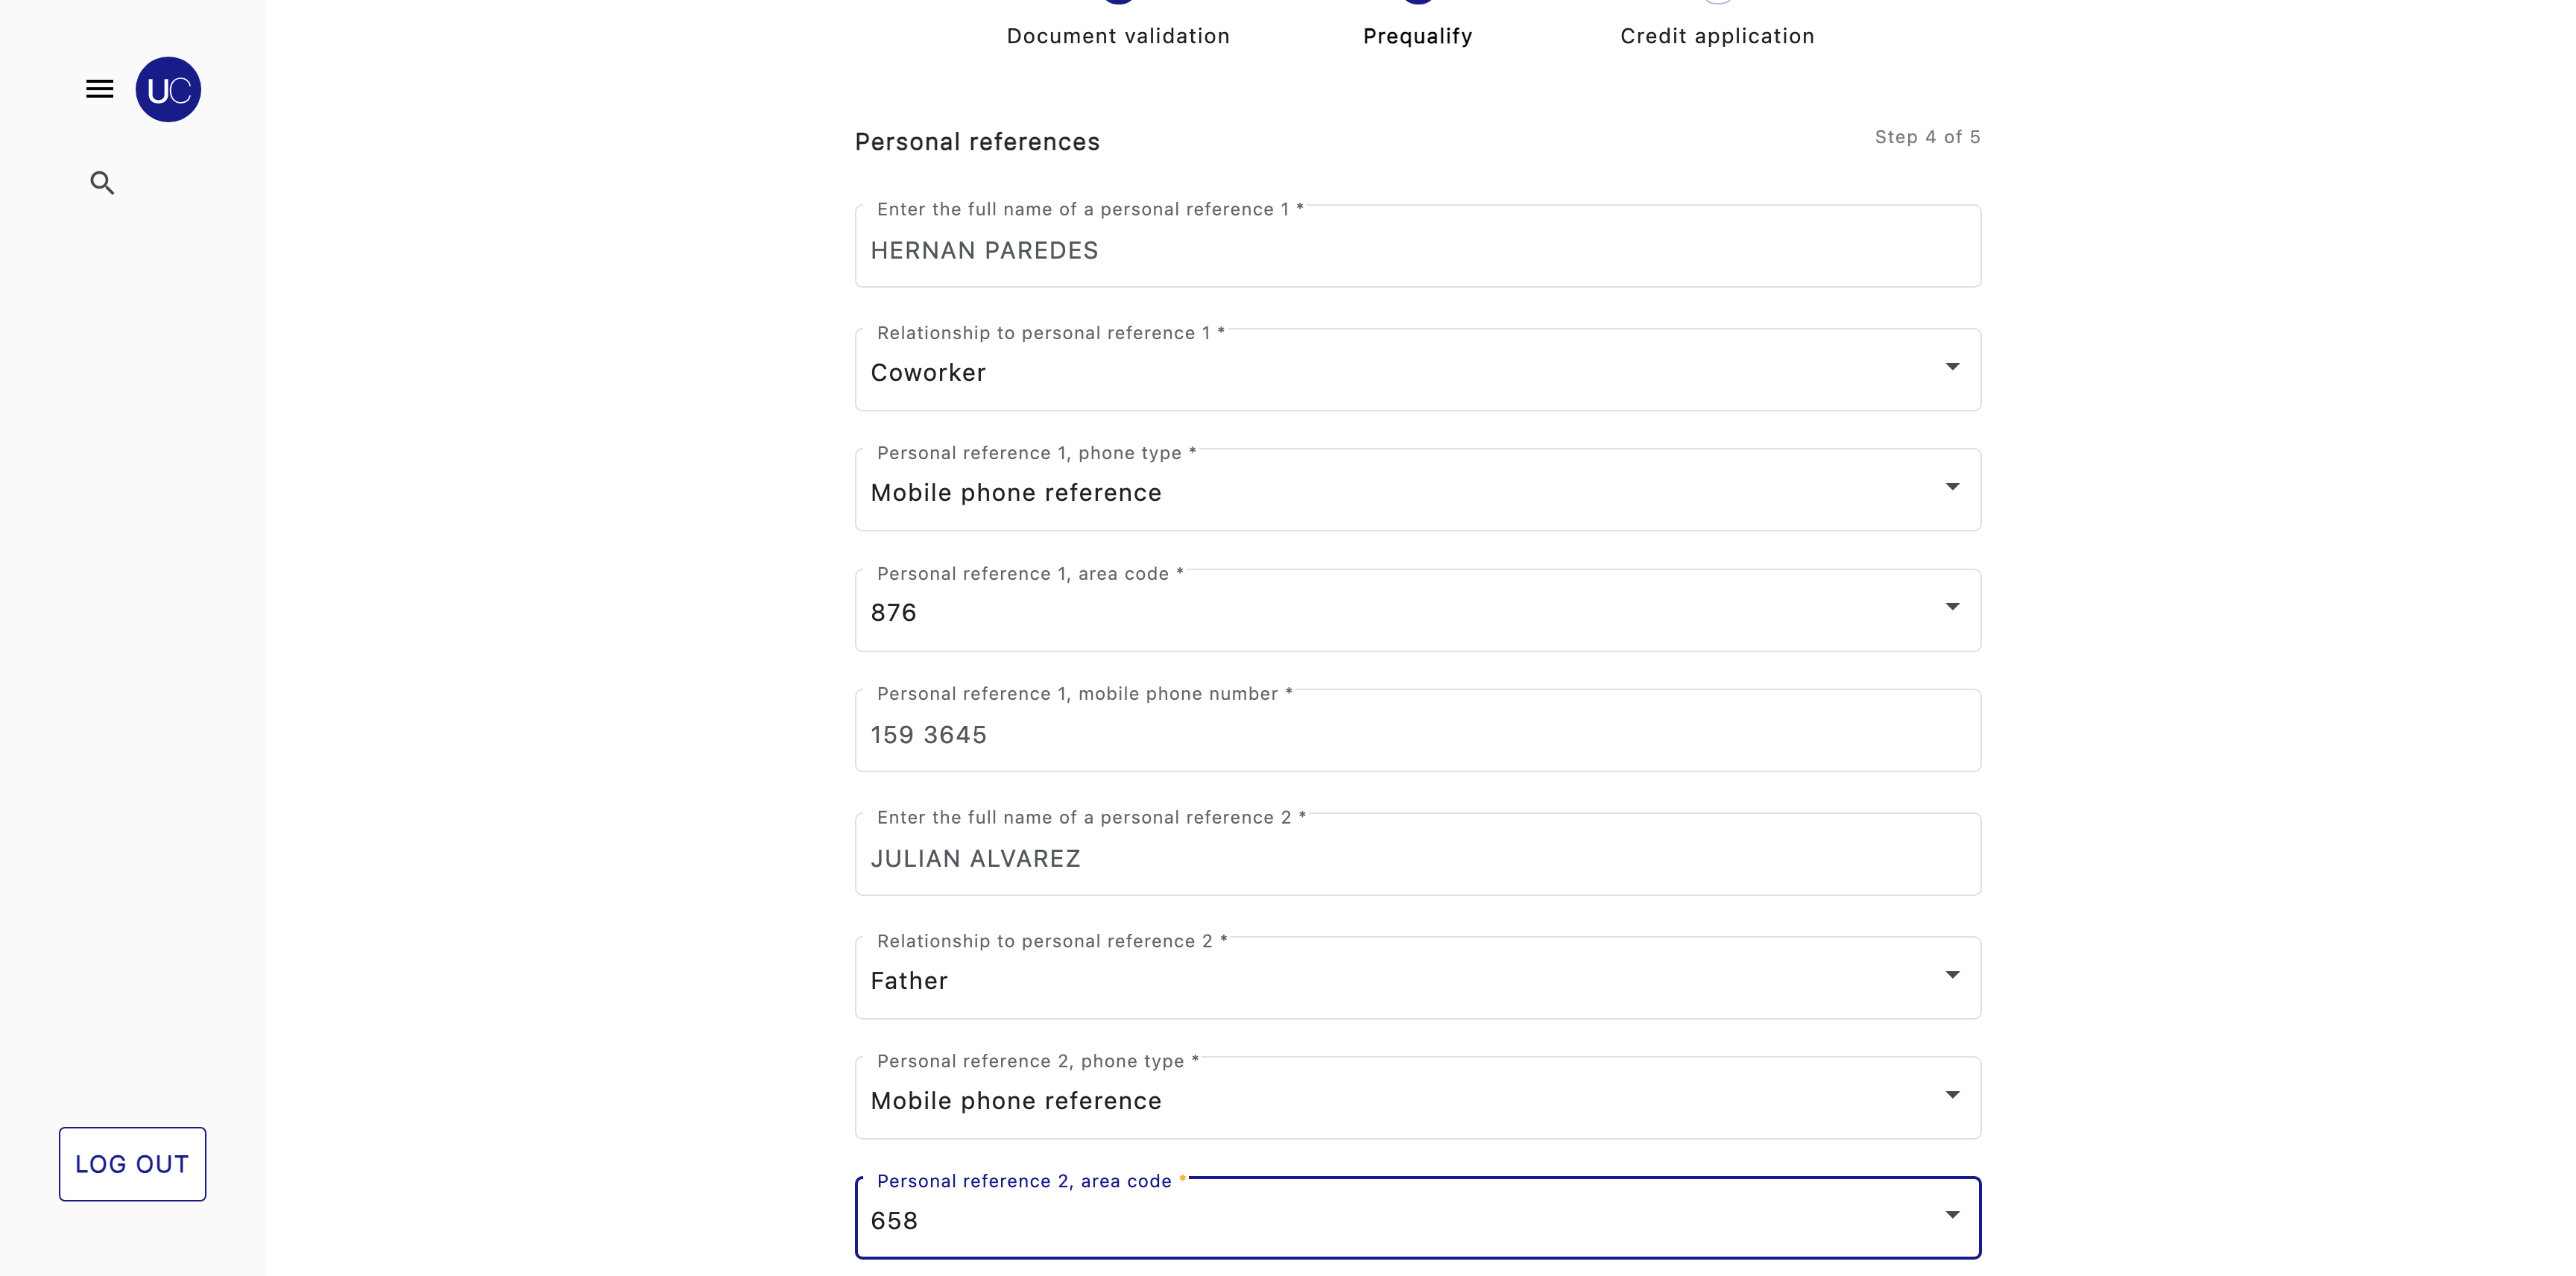 Document validation
Prequalify
Credit application
UC
Personal references
Step 4 of 5
Enter the full name of a personal reference 1 *
HERNAN PAREDES
Relationship to personal reference 1 *
Coworker
Personal reference 1, phone type *
Mobile phone reference
Personal reference 1, area code *
876
Personal reference 1, mobile phone number *
159 3645
Enter the full name of a personal reference 2 *
JULIAN ALVAREZ
Relationship to personal reference 2 *
Father
Personal reference 2, phone type *
Mobile phone reference
LOG OUT
Personal reference 2, area code *
658